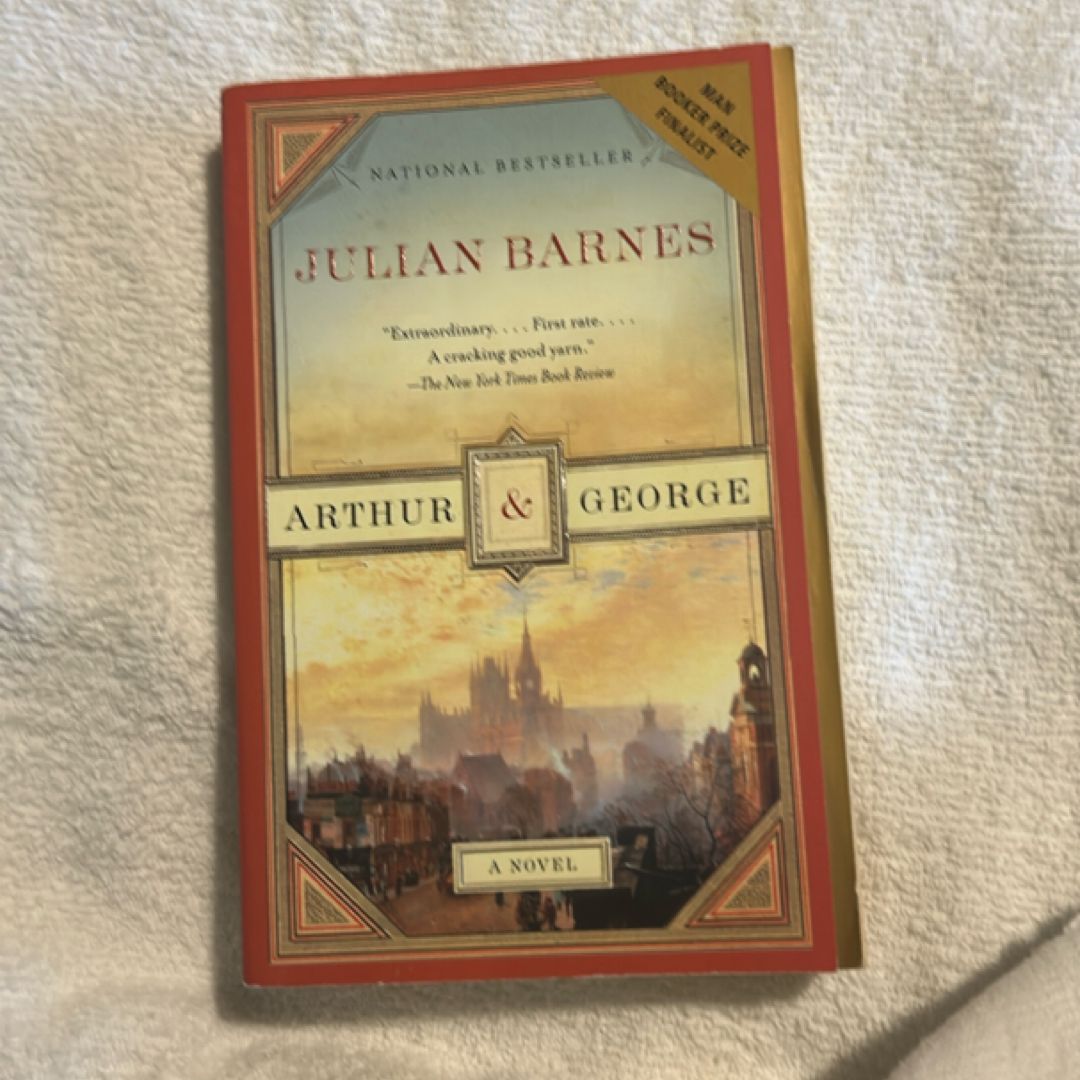 MAN
BOOKER PRIZE
FINALIST
NATIONAL BESTSELLER
JULIAN BARNES
"Extraordinary. . . . First rate. . . .
A cracking good yarn."
—The New York Times Book Review
ARTHUR & GEORGE
A NOVEL